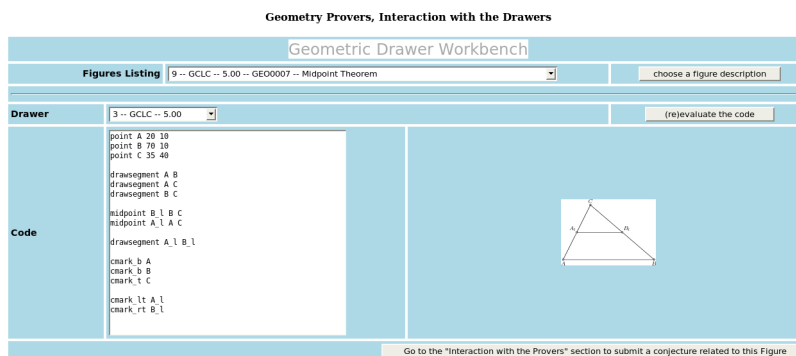 Geometry Provers, Interaction with the Drawers
Geometric Drawer Workbench
Figures Listing 9 -- GCLC -- 5.00 -- GEO0007 -- Midpoint Theorem choose a figure description
Drawer 3 -- GCLC -- 5.00 (re)evaluate the code
Code
point A 20 10
point B 70 10
point C 35 40
drawsegment A B
drawsegment A C
drawsegment B C
midpoint B_l B C
midpoint A_l A C
drawsegment A_l B_l
cmark_b A
cmark_b B
cmark_t C
cmark_lt A_l
cmark_rt B_l
C
A
B
Go to the "Interaction with the Provers" section to submit a conjecture related to this Figure